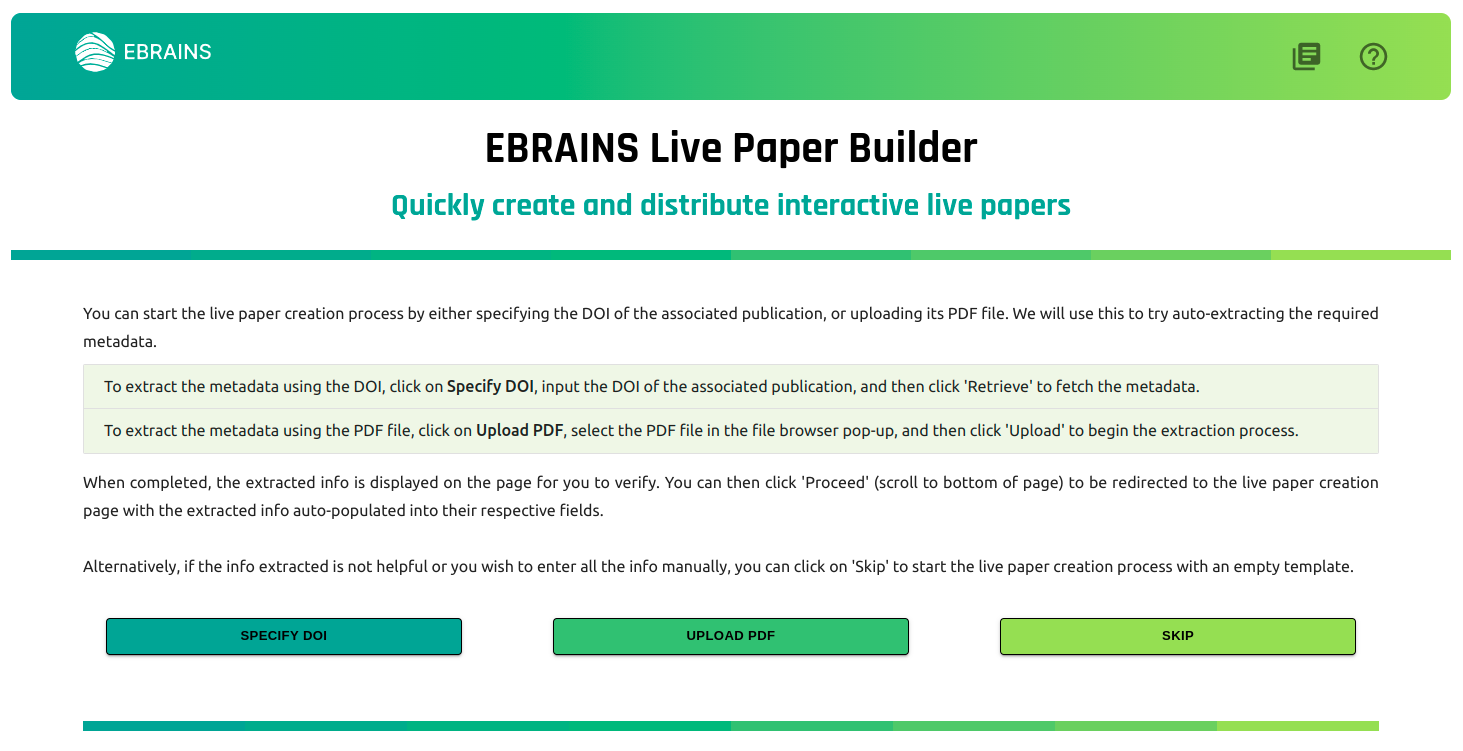 EBRAINS
EBRAINS Live Paper Builder
Quickly create and distribute interactive live papers
You can start the live paper creation process by either specifying the DOI of the associated publication, or uploading its PDF file. We will use this to try auto-extracting the required
metadata.
To extract the metadata using the DOI, click on Specify DOI, input the DOI of the associated publication, and then click 'Retrieve' to fetch the metadata.
To extract the metadata using the PDF file, click on Upload PDF, select the PDF file in the file browser pop-up, and then click 'Upload' to begin the extraction process.
When completed, the extracted info is displayed on the page for you to verify. You can then click 'Proceed' (scroll to bottom of page) to be redirected to the live paper creation
page with the extracted info auto-populated into their respective fields.
Alternatively, if the info extracted is not helpful or you wish to enter all the info manually, you can click on 'Skip' to start the live paper creation process with an empty template.
SPECIFY DOI
UPLOAD PDF
SKIP